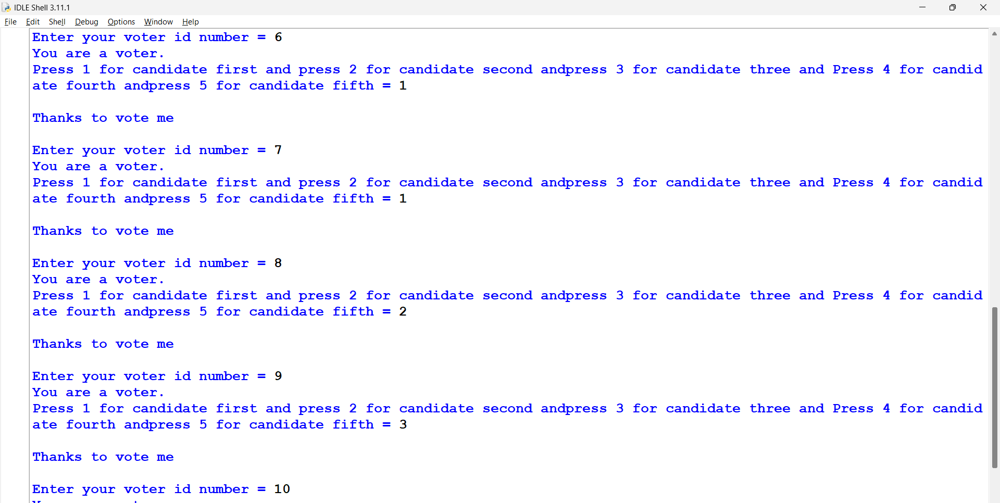 IDLE Shell 3.11.1
File Edit Shell Debug Options Window Help
Enter your voter id number = 6
You are a voter.
Press 1 for candidate first and press 2 for candidate second andpress 3 for candidate three and Press 4 for candid
ate fourth andpress 5 for candidate fifth = 1
Thanks to vote me
Enter your voter id number = 7
You are a voter.
Press 1 for candidate first and press 2 for candidate second andpress 3 for candidate three and Press 4 for candid
ate fourth andpress 5 for candidate fifth = 1
Thanks to vote me
Enter your voter id number = 8
You are a voter.
Press 1 for candidate first and press 2 for candidate second andpress 3 for candidate three and Press 4 for candid
ate fourth andpress 5 for candidate fifth = 2
Thanks to vote me
Enter your voter id number = 9
You are a voter.
Press 1 for candidate first and press 2 for candidate second andpress 3 for candidate three and Press 4 for candid
ate fourth andpress 5 for candidate fifth = 3
Thanks to vote me
Enter your voter id number = 10